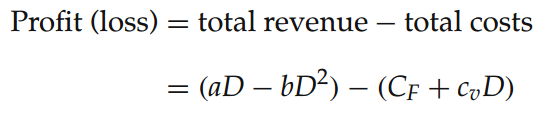 Profit (loss) = total revenue − total costs
= (aD − bD²) − (C_F + c_vD)